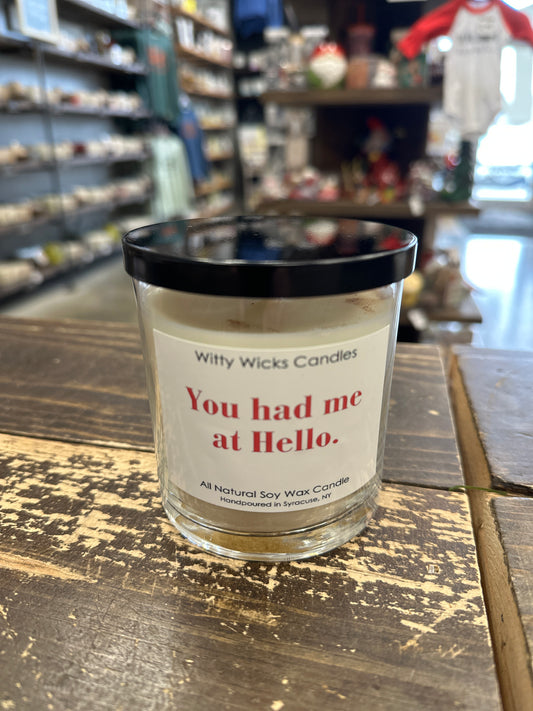 Witty Wicks Candles
You had me
at Hello.
All Natural Soy Wax Candle
Handpoured in Syracuse, NY